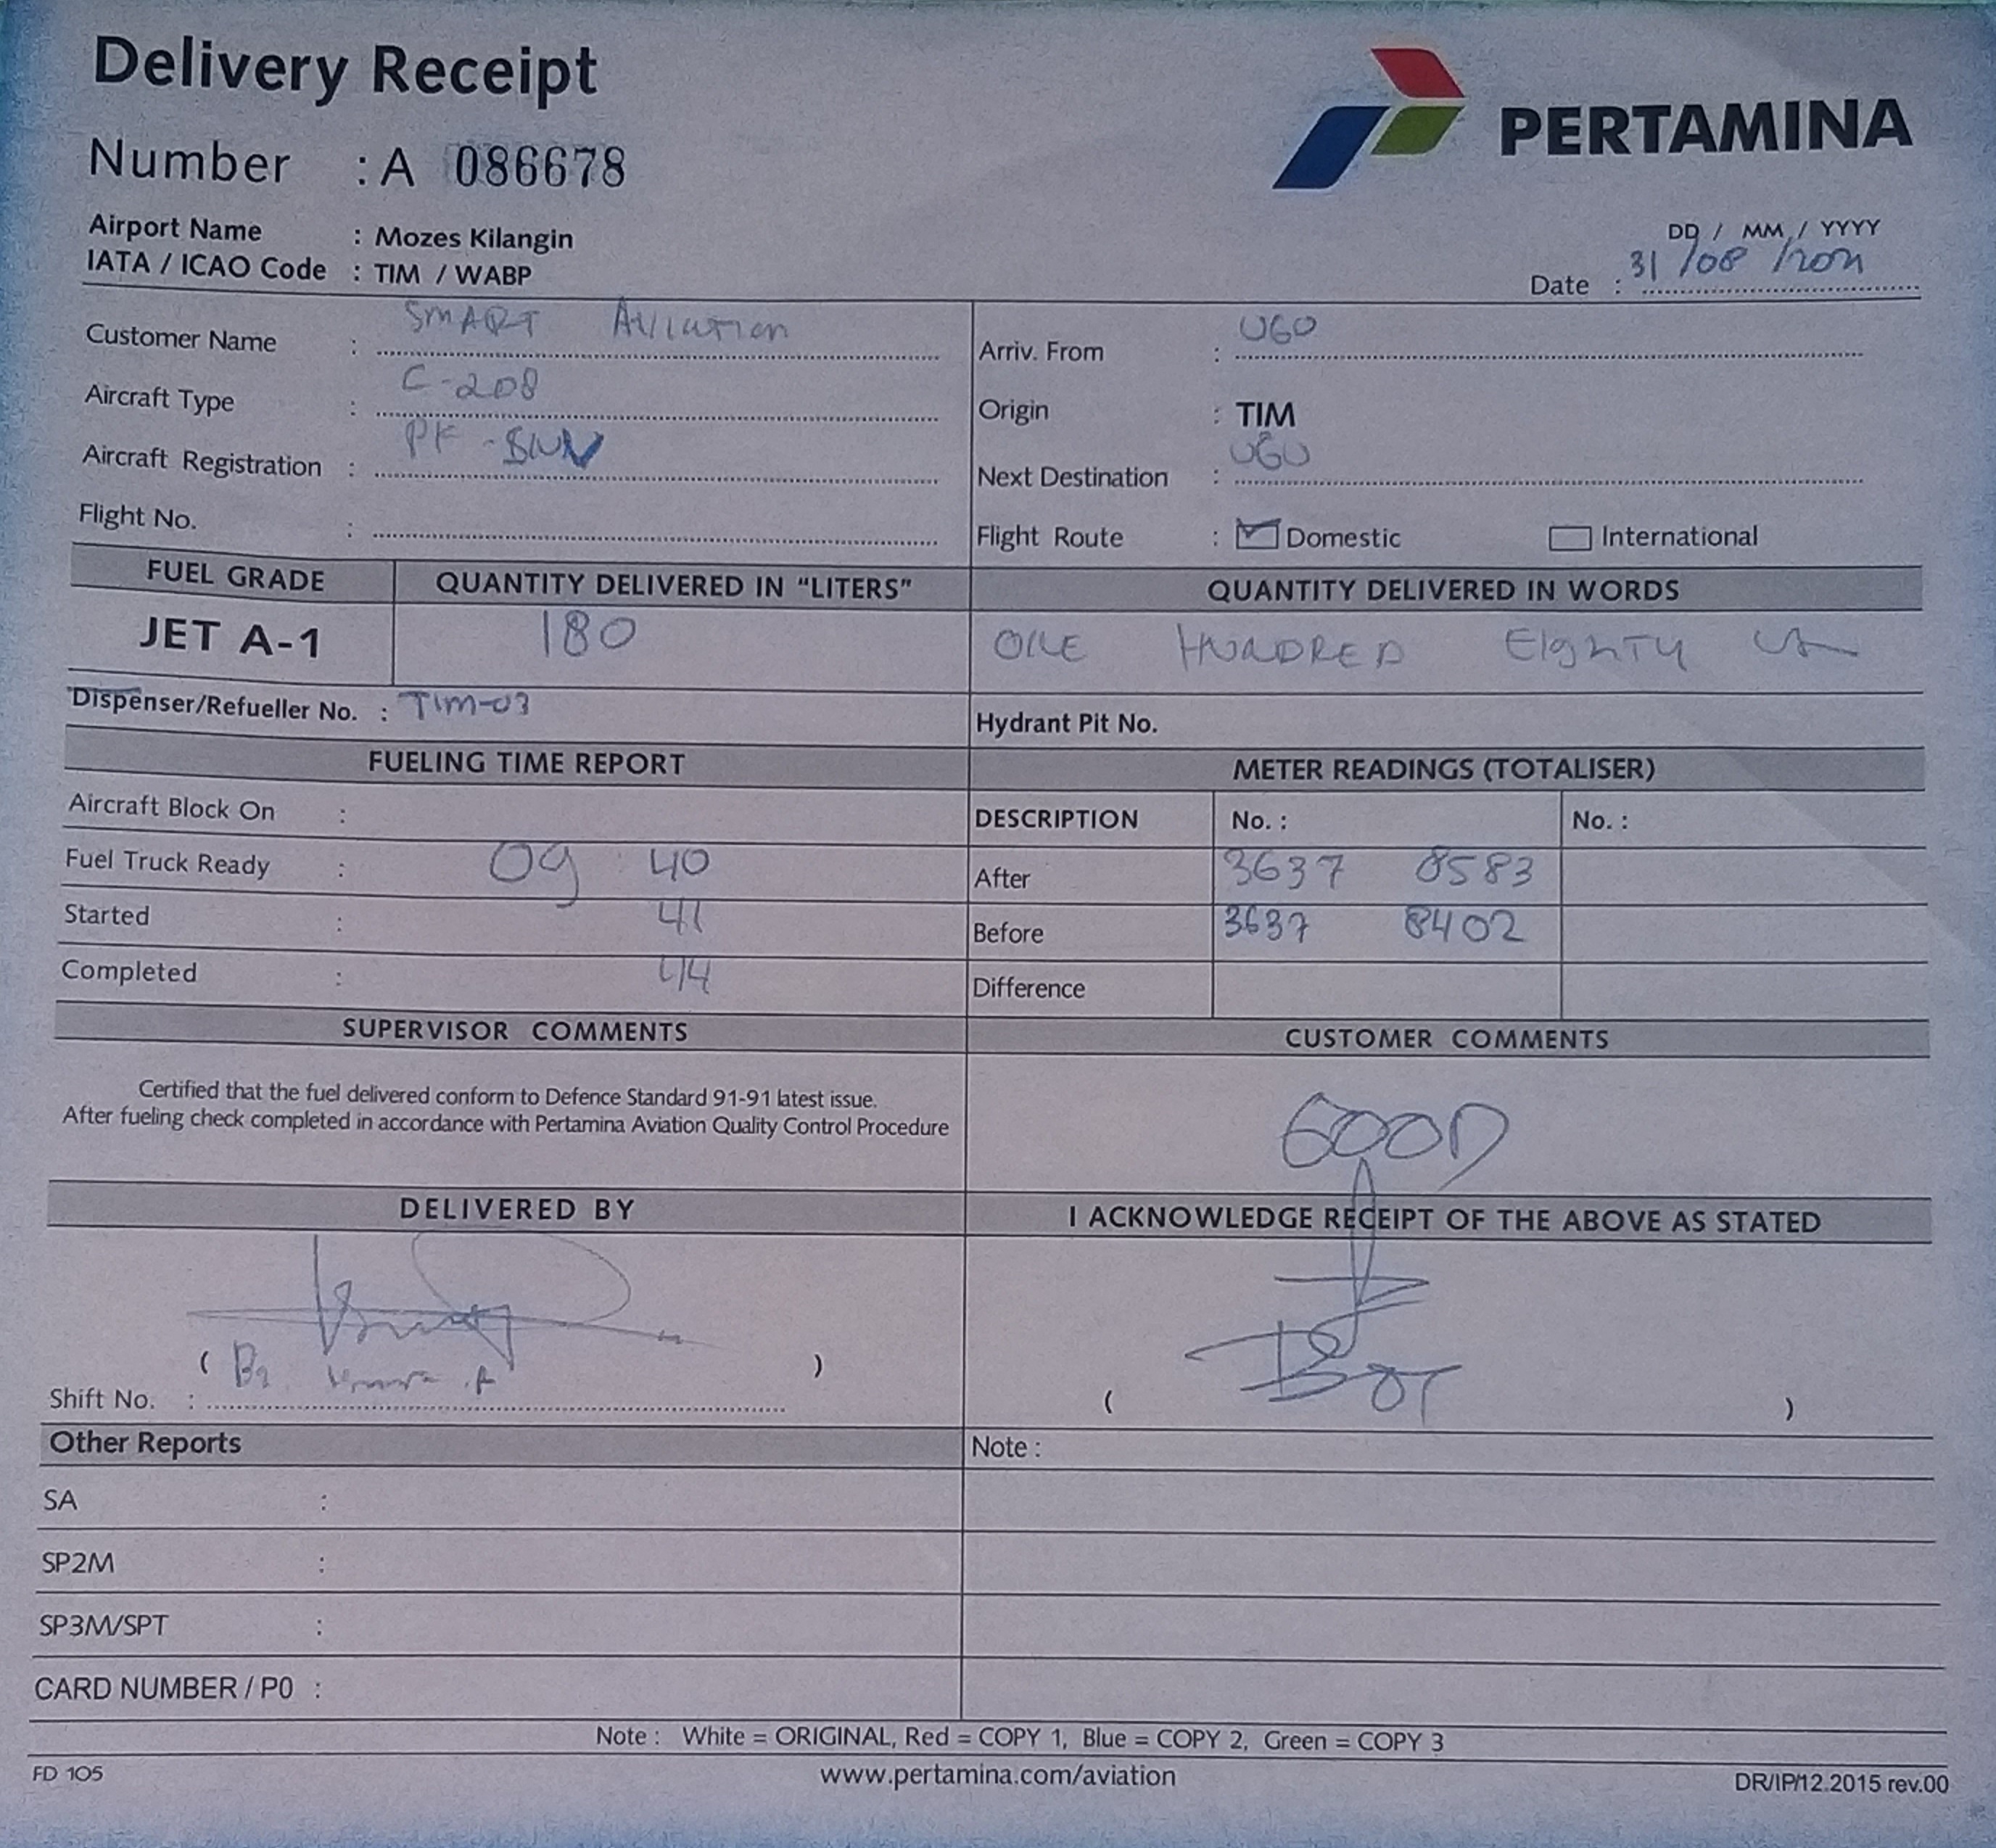 Delivery Receipt
PERTAMINA
Number : A 086678
Airport Name : Mozes Kilangin
IATA / ICAO Code : TIM / WABP
DD / MM / YYYY
Date : 31 / 08 /
Customer Name : SMART Aviation
Arriv. From : UGO
Aircraft Type : C-208
Origin : TIM
Aircraft Registration : PK -
Next Destination : UGU
Flight No. :
Flight Route : Domestic International
FUEL GRADE QUANTITY DELIVERED IN “LITERS” QUANTITY DELIVERED IN WORDS
JET A-1 180 ONE HUNDRED EIGHTY
Dispenser/Refueller No. : TIM-03
Hydrant Pit No.
FUELING TIME REPORT METER READINGS (TOTALISER)
Aircraft Block On :
DESCRIPTION No. : No. :
Fuel Truck Ready : 09 40
After 3637 8583
Started : 41
Before 3637 8402
Completed : 44
Difference
SUPERVISOR COMMENTS CUSTOMER COMMENTS
Certified that the fuel delivered conform to Defence Standard 91-91 latest issue.
After fueling check completed in accordance with Pertamina Aviation Quality Control Procedure
GOOD
DELIVERED BY I ACKNOWLEDGE RECEIPT OF THE ABOVE AS STATED
( )
Shift No. :
( )
Other Reports Note :
SA :
SP2M :
SP3M/SPT :
CARD NUMBER / P0 :
Note : White = ORIGINAL, Red = COPY 1, Blue = COPY 2, Green = COPY 3
FD 105 www.pertamina.com/aviation DR/IP/12.2015 rev.00